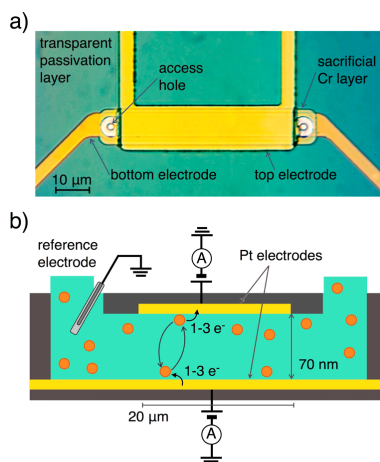 a)
transparent
passivation
layer
access
hole
sacrificial
Cr layer
bottom electrode
top electrode
10 µm
b)
reference
electrode
A
Pt electrodes
1-3 e-
1-3 e-
70 nm
20 µm
A